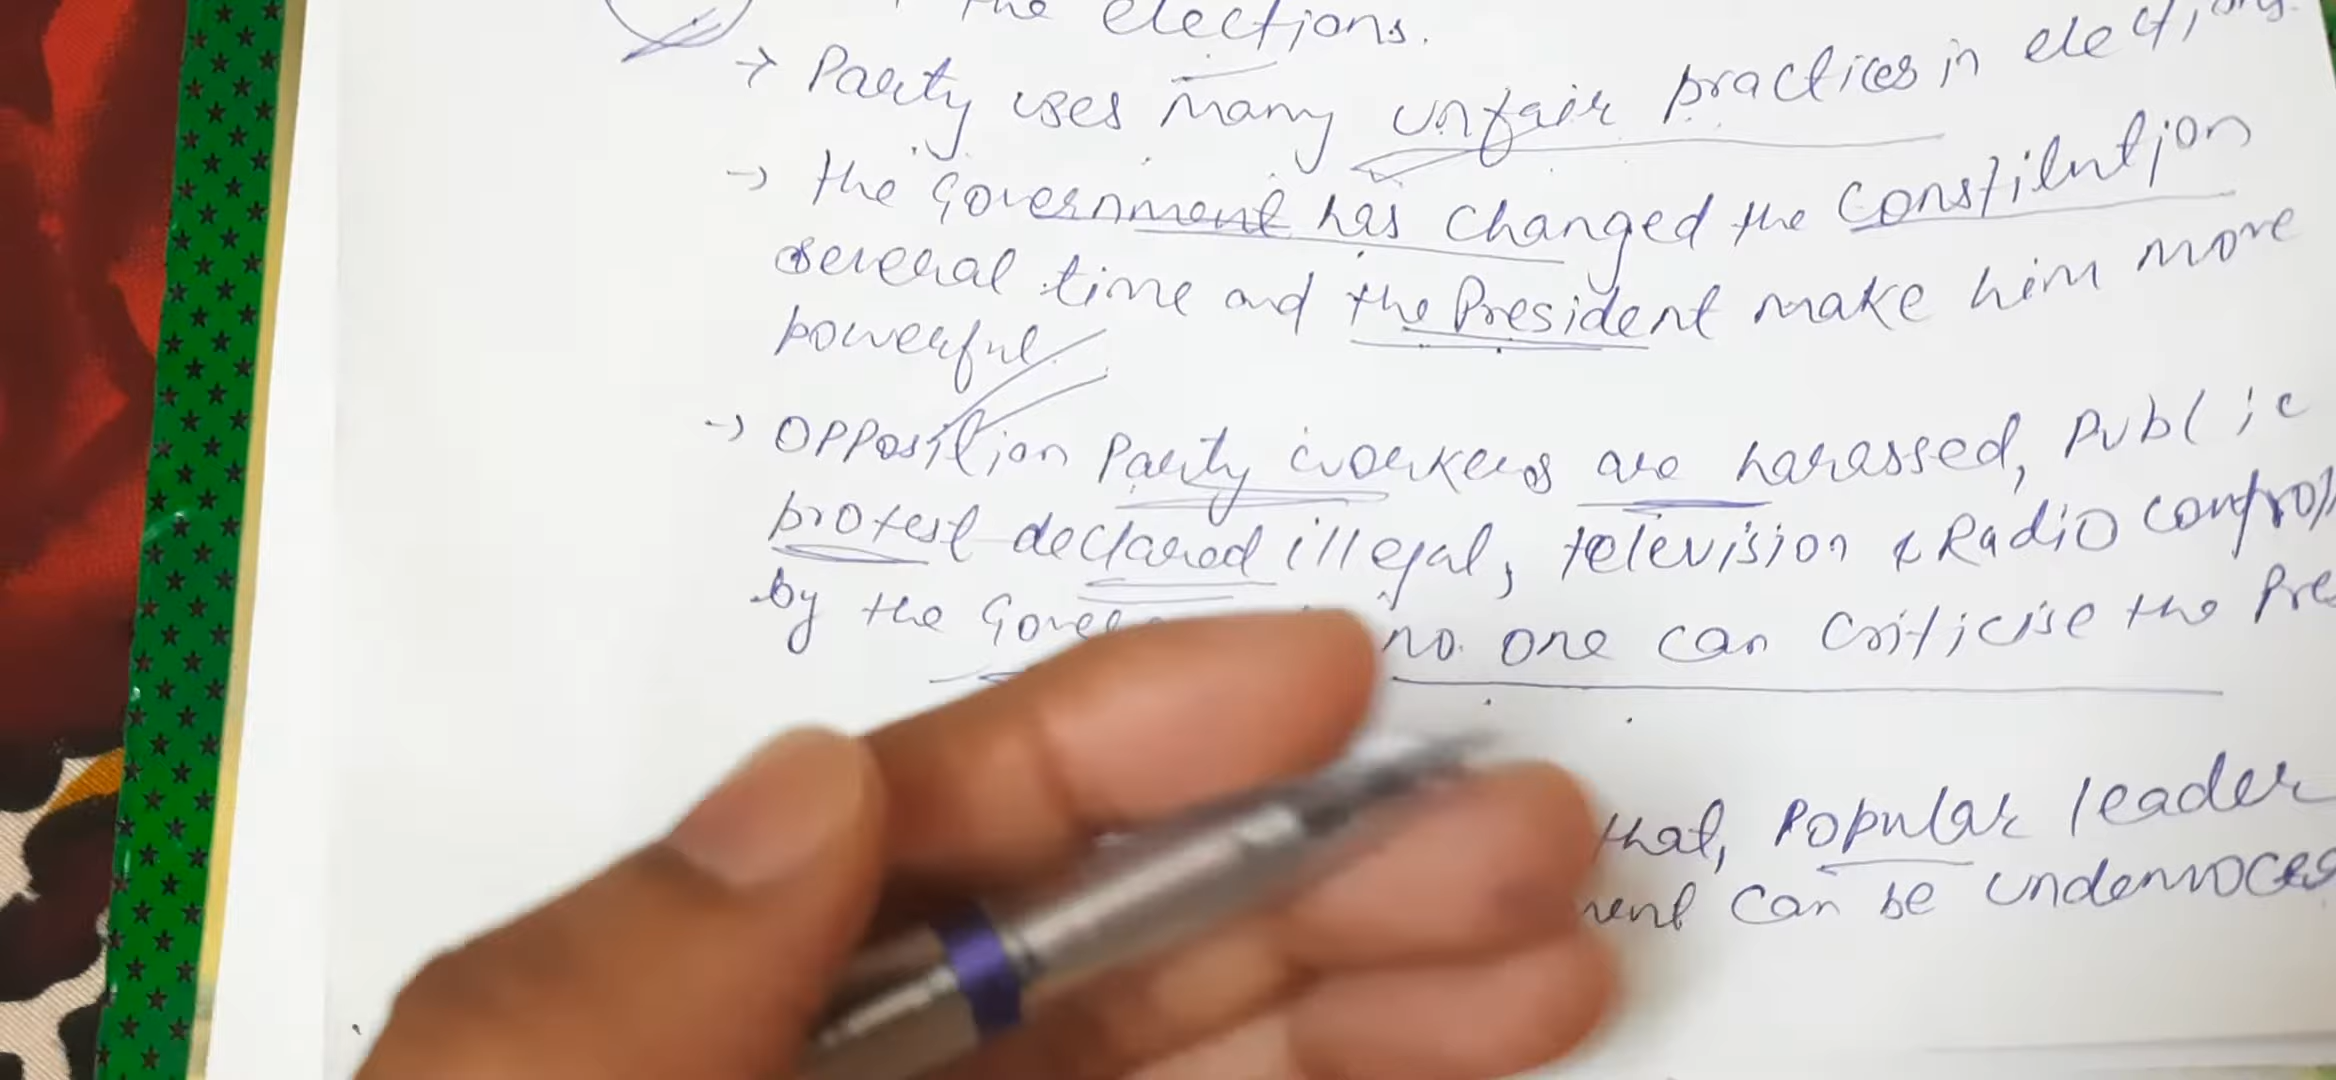 the elections.
→ Party uses many unfair practices in elections.
→ the Government has changed the Constitution
several time and the President make him more
powerful
→ Opposition Party workers are harassed, public
protest declared illegal, television & Radio control
by the no one can criticise the
that, Popular leader
can be